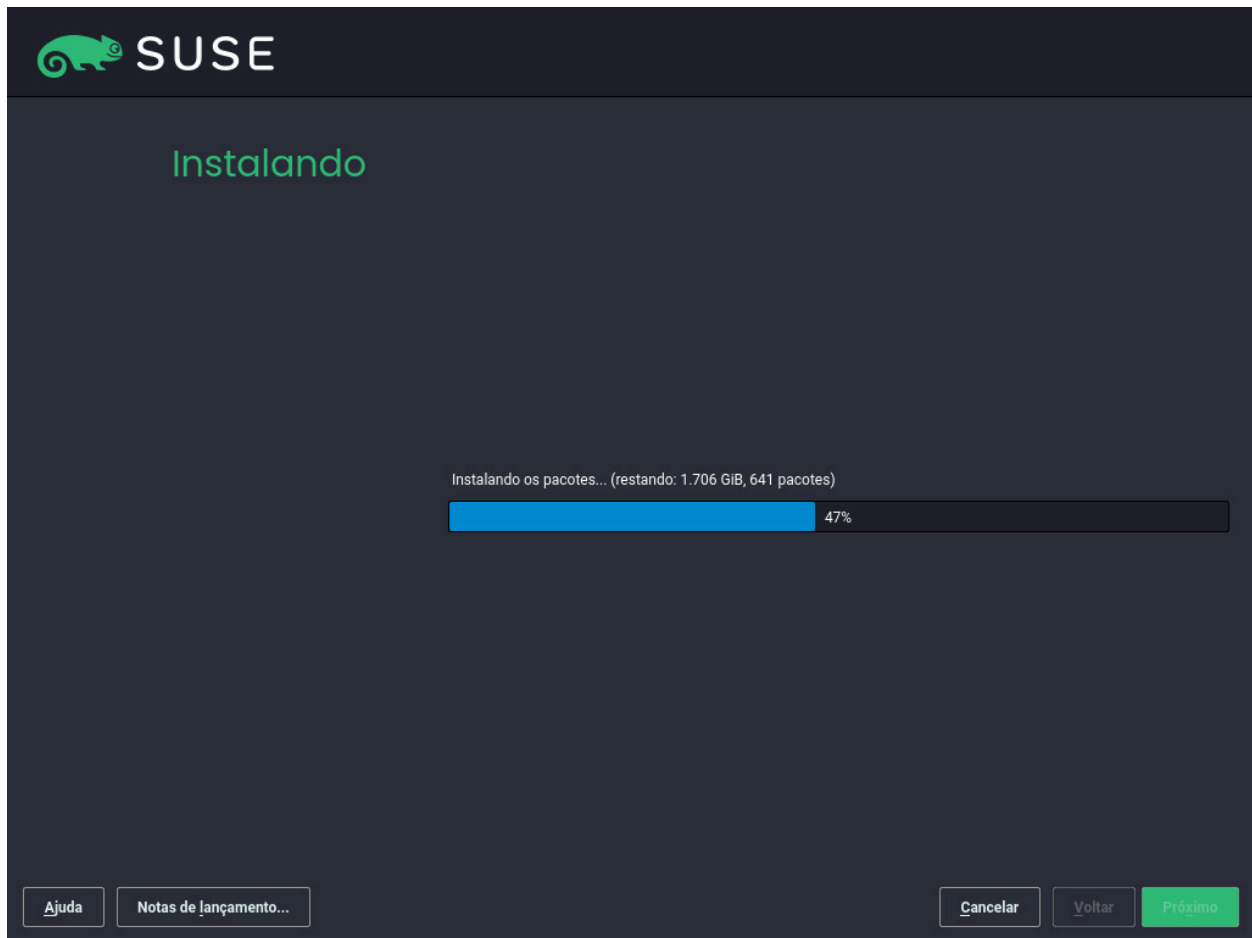 SUSE
Instalando
Instalando os pacotes... (restando: 1.706 GiB, 641 pacotes)
47%
Ajuda
Notas de lançamento...
Cancelar
Voltar
Próximo